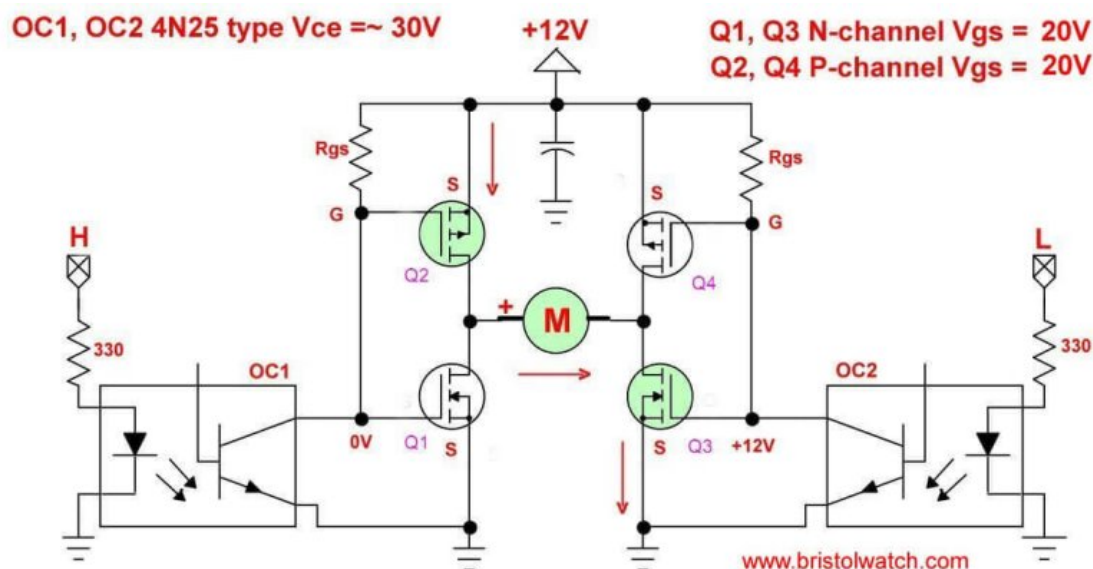 OC1, OC2 4N25 type Vce =~ 30V
+12V
Q1, Q3 N-channel Vgs = 20V
Q2, Q4 P-channel Vgs = 20V
Rgs
Rgs
S
S
G
G
H
L
Q2
Q4
+
M
330
330
OC1
OC2
0V
Q1
S
S
Q3
+12V
www.bristolwatch.com